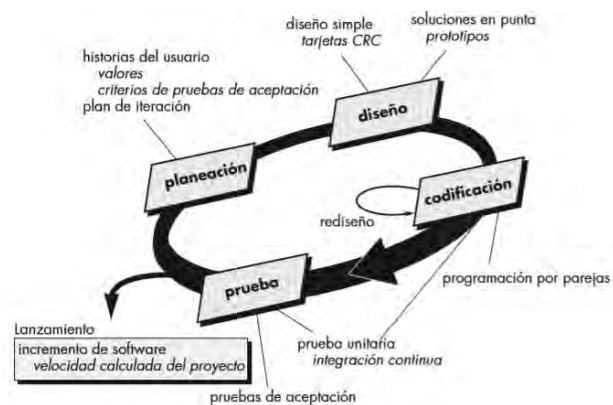 diseño simple
tarjetas CRC
soluciones en punta
prototipos
historias del usuario
valores
criterios de pruebas de aceptación
plan de iteración
diseño
planeación
codificación
rediseño
prueba
programación por parejas
Lanzamiento
incremento de software
velocidad calculada del proyecto
prueba unitaria
integración continua
pruebas de aceptación